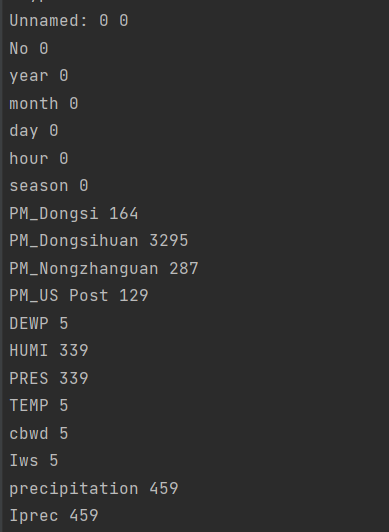 Unnamed: 0 0
No 0
year 0
month 0
day 0
hour 0
season 0
PM_Dongsi 164
PM_Dongsihuan 3295
PM_Nongzhanguan 287
PM_US Post 129
DEWP 5
HUMI 339
PRES 339
TEMP 5
cbwd 5
Iws 5
precipitation 459
Iprec 459